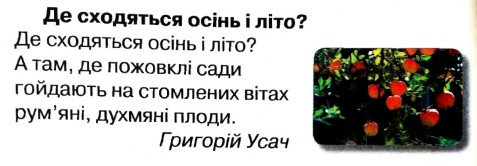 Де сходяться осінь і літо?
Де сходяться осінь і літо?
А там, де пожовклі сади
гойдають на стомлених вітах
рум’яні, духмяні плоди.
Григорій Усач